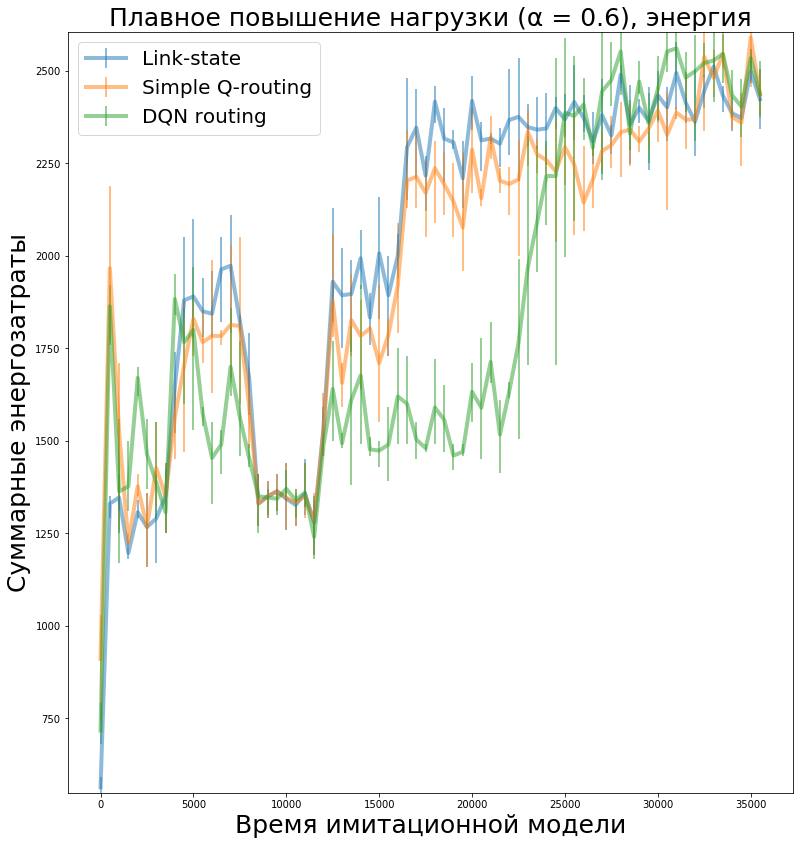 Плавное повышение нагрузки (α = 0.6), энергия
Link-state
Simple Q-routing
DQN routing
Суммарные энергозатраты
2500
2250
2000
1750
1500
1250
1000
750
0 5000 10000 15000 20000 25000 30000 35000
Время имитационной модели